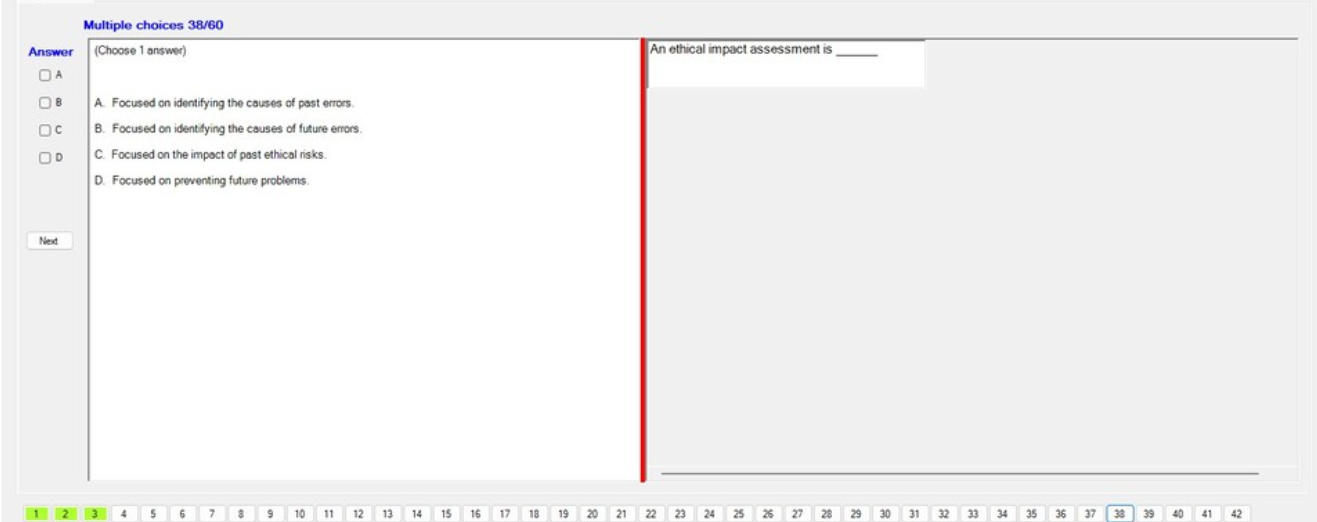 Multiple choices 38/60
Answer
A
B
C
D
Next
(Choose 1 answer)
A. Focused on identifying the causes of past errors.
B. Focused on identifying the causes of future errors.
C. Focused on the impact of past ethical risks.
D. Focused on preventing future problems.
An ethical impact assessment is ______
1 2 3 4 5 6 7 8 9 10 11 12 13 14 15 16 17 18 19 20 21 22 23 24 25 26 27 28 29 30 31 32 33 34 35 36 37 38 39 40 41 42